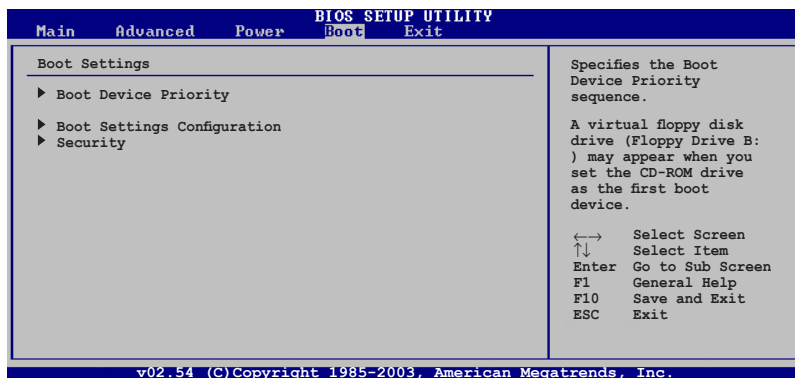 BIOS SETUP UTILITY
Main Advanced Power Boot Exit
Boot Settings
Boot Device Priority
Boot Settings Configuration
Security
Specifies the Boot
Device Priority
sequence.
A virtual floppy disk
drive (Floppy Drive B:
) may appear when you
set the CD-ROM drive
as the first boot
device.
←→ Select Screen
↑↓ Select Item
Enter Go to Sub Screen
F1 General Help
F10 Save and Exit
ESC Exit
v02.54 (C)Copyright 1985-2003, American Megatrends, Inc.